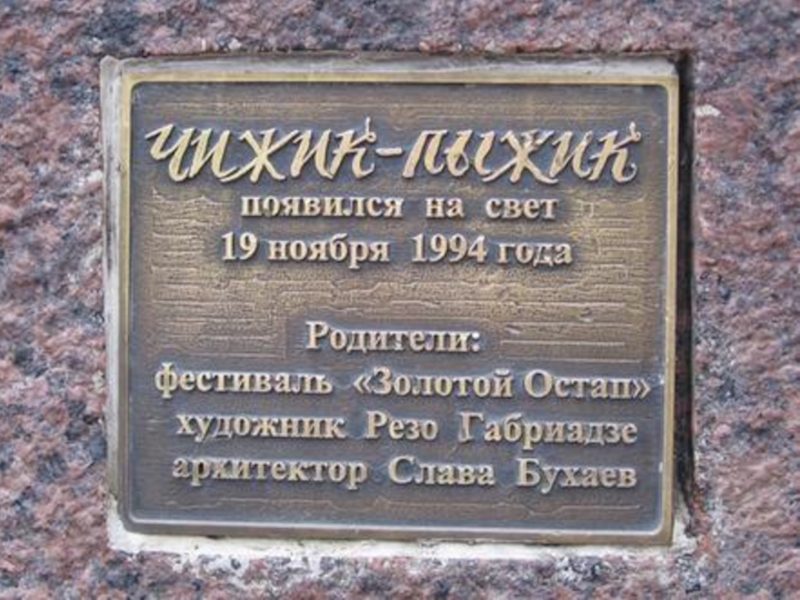 ЧИЖИК-ПЫЖИК
появился на свет
19 ноября 1994 года
Родители:
фестиваль «Золотой Остап»
художник Резо Габриадзе
архитектор Слава Бухаев